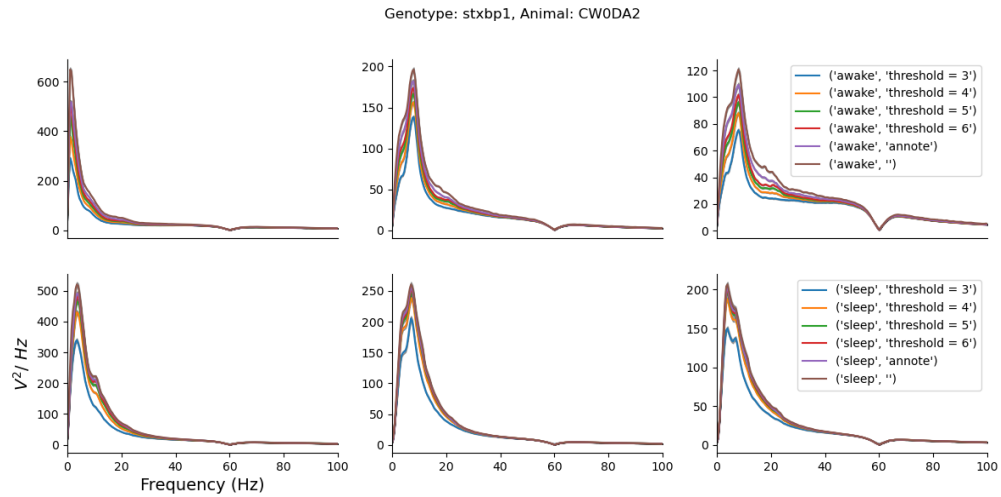 Genotype: stxbp1, Animal: CW0DA2
600
400
200
0
200
150
100
50
0
120
100
80
60
40
20
0
('awake', 'threshold = 3')
('awake', 'threshold = 4')
('awake', 'threshold = 5')
('awake', 'threshold = 6')
('awake', 'annote')
('awake', '')
V²/ Hz
500
400
300
200
100
0
0 20 40 60 80 100
Frequency (Hz)
250
200
150
100
50
0
0 20 40 60 80 100
200
150
100
50
0
0 20 40 60 80 100
('sleep', 'threshold = 3')
('sleep', 'threshold = 4')
('sleep', 'threshold = 5')
('sleep', 'threshold = 6')
('sleep', 'annote')
('sleep', '')